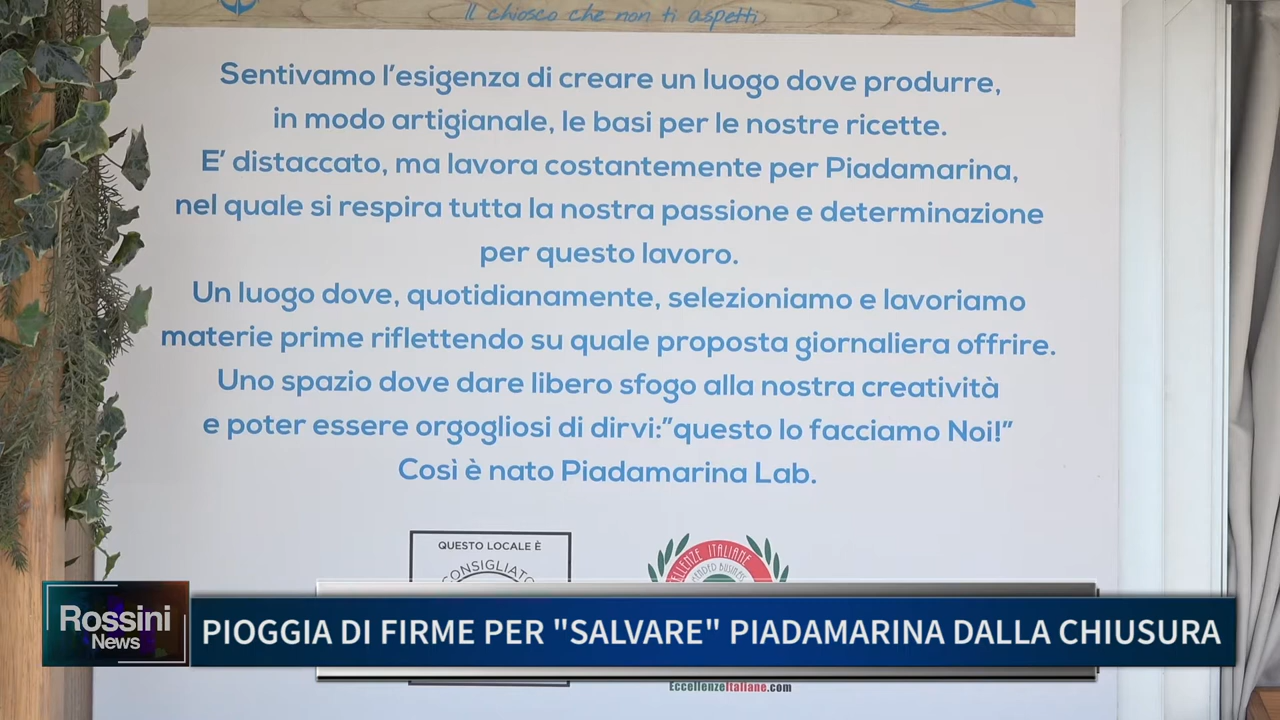 Il chiosco che non ti aspetti
Sentivamo l'esigenza di creare un luogo dove produrre,
in modo artigianale, le basi per le nostre ricette.
E' distaccato, ma lavora costantemente per Piadamarina,
nel quale si respira tutta la nostra passione e determinazione
per questo lavoro.
Un luogo dove, quotidianamente, selezioniamo e lavoriamo
materie prime riflettendo su quale proposta giornaliera offrire.
Uno spazio dove dare libero sfogo alla nostra creatività
e poter essere orgogliosi di dirvi:"questo lo facciamo Noi!"
Così è nato Piadamarina Lab.
QUESTO LOCALE È
CONSIGLIATO
ELLENZE ITALIANE
BUSINESS
Rossini
News
PIOGGIA DI FIRME PER "SALVARE" PIADAMARINA DALLA CHIUSURA
EccellenzeItaliane.com